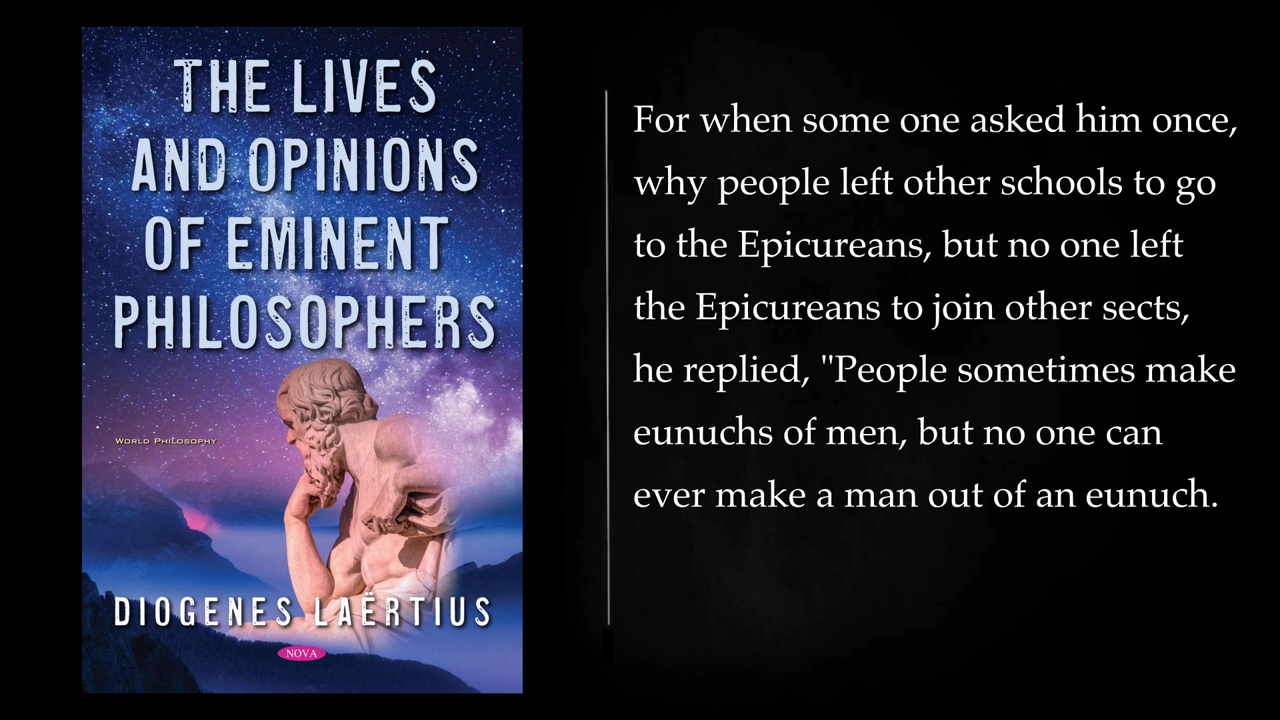 THE LIVES
AND OPINIONS
OF EMINENT
PHILOSOPHERS
WORLD PHILOSOPHY
DIOGENES LAËRTIUS
NOVA
For when some one asked him once,
why people left other schools to go
to the Epicureans, but no one left
the Epicureans to join other sects,
he replied, "People sometimes make
eunuchs of men, but no one can
ever make a man out of an eunuch.